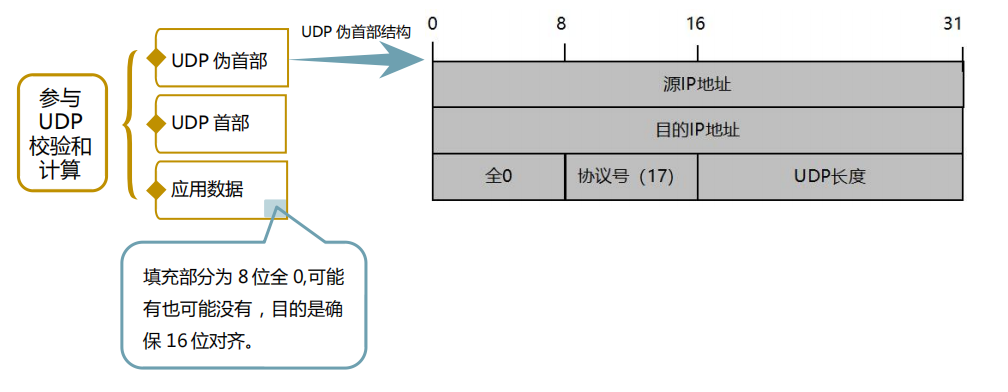 参与
UDP
校验和
计算
UDP 伪首部
UDP 首部
应用数据
填充部分为 8 位全 0,可能
有也可能没有，目的是确
保 16 位对齐。
UDP 伪首部结构
0 8 16 31
源IP地址
目的IP地址
全0 协议号（17） UDP长度